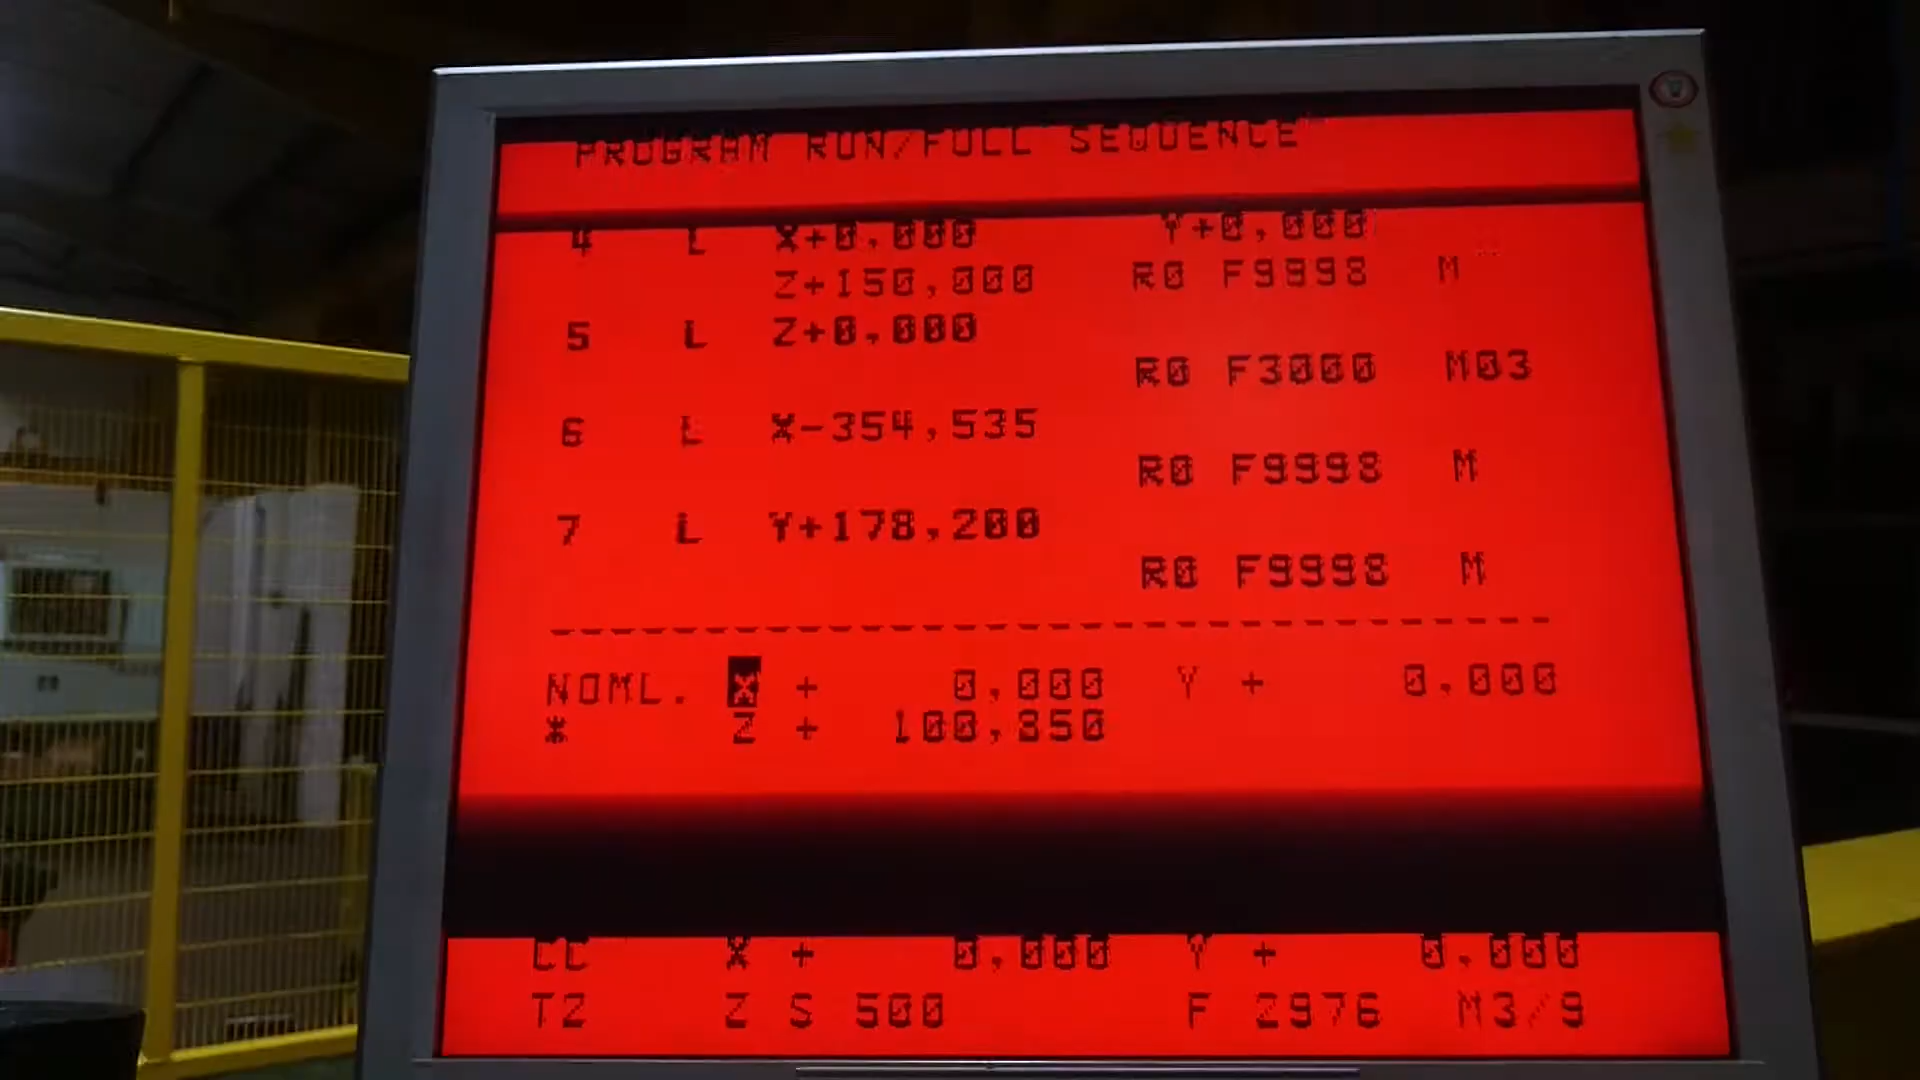 PROGRAM RUN/FULL SEQUENCE
4 L X+0,000 Y+0,000
Z+150,000 R0 F9998 M
5 L Z+0,000
R0 F3000 M03
6 L X-354,535
R0 F9998 M
7 L Y+178,200
R0 F9998 M
--------------------------------
NOML. X + 0,000 Y + 0,000
* Z + 100,350
CC X + 0,000 Y + 0,000
T2 Z S 500 F 2976 M3/9